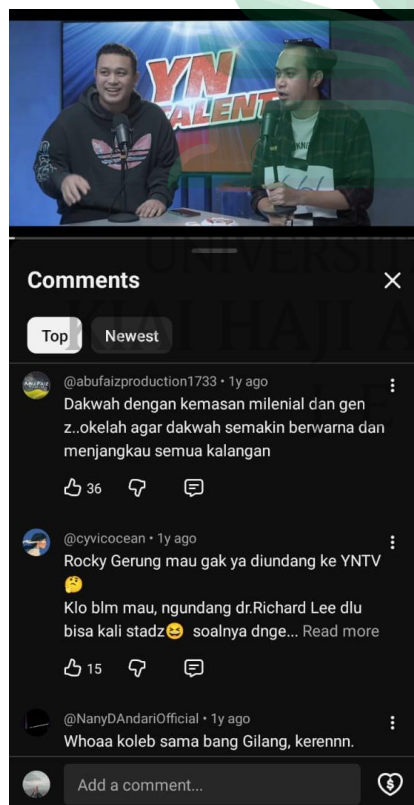 YN
TALENT
Comments
Top
Newest
@abufaizproduction1733 • 1y ago
Dakwah dengan kemasan milenial dan gen
z..okelah agar dakwah semakin berwarna dan
menjangkau semua kalangan
36
@cyvicocean • 1y ago
Rocky Gerung mau gak ya diundang ke YNTV
🤔
Klo blm mau, ngundang dr.Richard Lee dlu
bisa kali stadz😆 soalnya dnge... Read more
15
@NanyDAndariOfficial • 1y ago
Whoaa koleb sama bang Gilang, kerennn.
Add a comment...